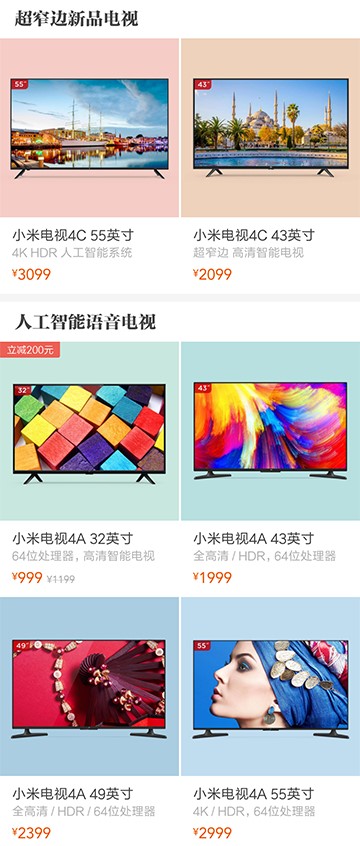 超窄边新品电视
55"
43"
小米电视4C 55英寸
小米电视4C 43英寸
4K HDR 人工智能系统
超窄边 高清智能电视
¥3099
¥2099
人工智能语音电视
立减200元
32"
43"
小米电视4A 32英寸
小米电视4A 43英寸
64位处理器，高清智能电视
全高清 / HDR，64位处理器
¥999 ¥1199
¥1999
49"
55"
小米电视4A 49英寸
小米电视4A 55英寸
全高清 / HDR / 64位处理器
4K / HDR，64位处理器
¥2399
¥2999